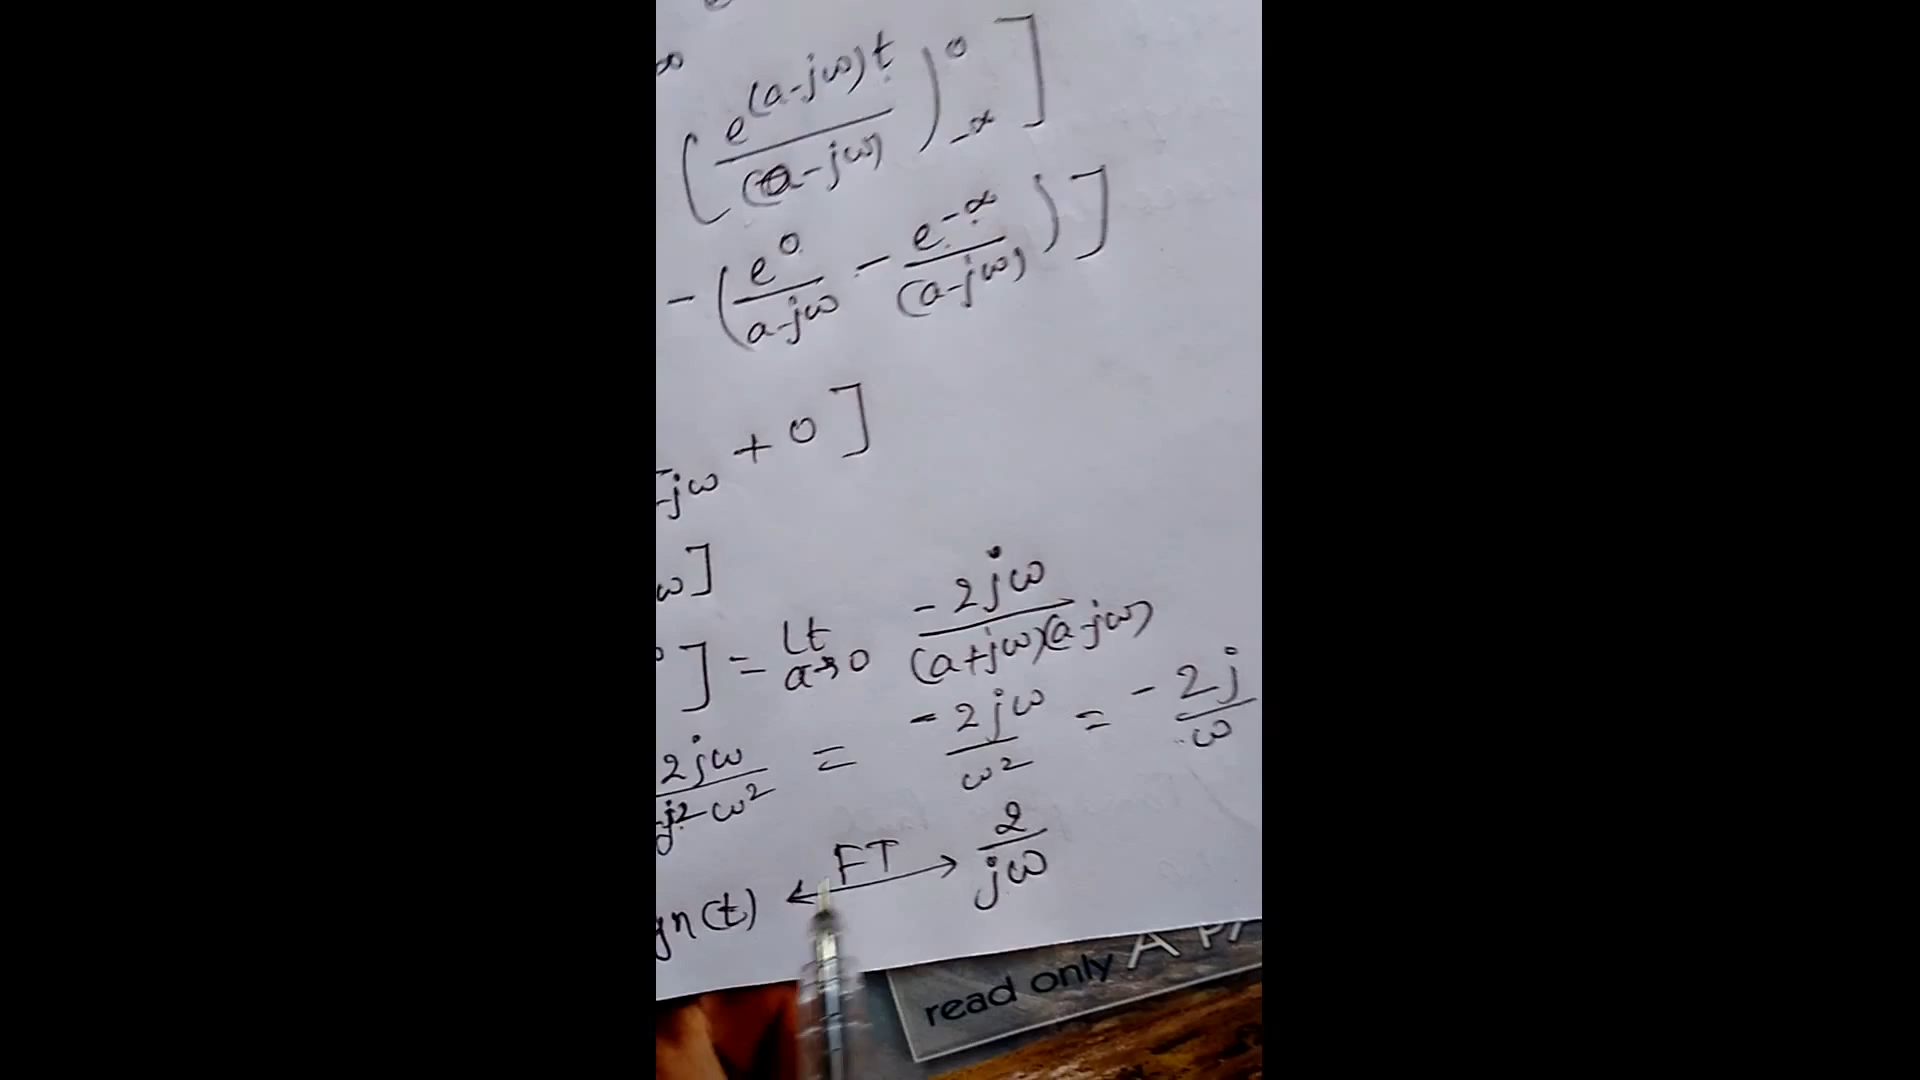 ∞
( e^(a-jω)t / (a-jω) )^0_-∞ ]
- ( e^0 / a-jω - e^-∞ / (a-jω) ) ]
-jω + 0 ]
ω ]
] = Lt a→0 -2jω / (a+jω)(a-jω)
2jω / -j² ω² = -2jω / ω² = -2j / ω
gn(t) ←FT→ 2 / jω
read only A P